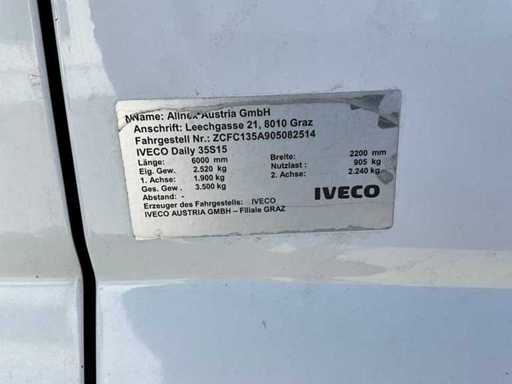 Name: Allnex Austria GmbH
Anschrift: Leechgasse 21, 8010 Graz
Fahrgestell Nr.: ZCFC135A905082514
IVECO Daily 35S15
Länge: 6000 mm Breite: 2200 mm
Eig. Gew. 2.520 kg Nutzlast: 905 kg
1. Achse: 1.900 kg 2. Achse: 2.240 kg
Ges. Gew. 3.500 kg
Abstand: -
Erzeuger des Fahrgestells: IVECO
IVECO AUSTRIA GMBH – Filiale GRAZ
IVECO